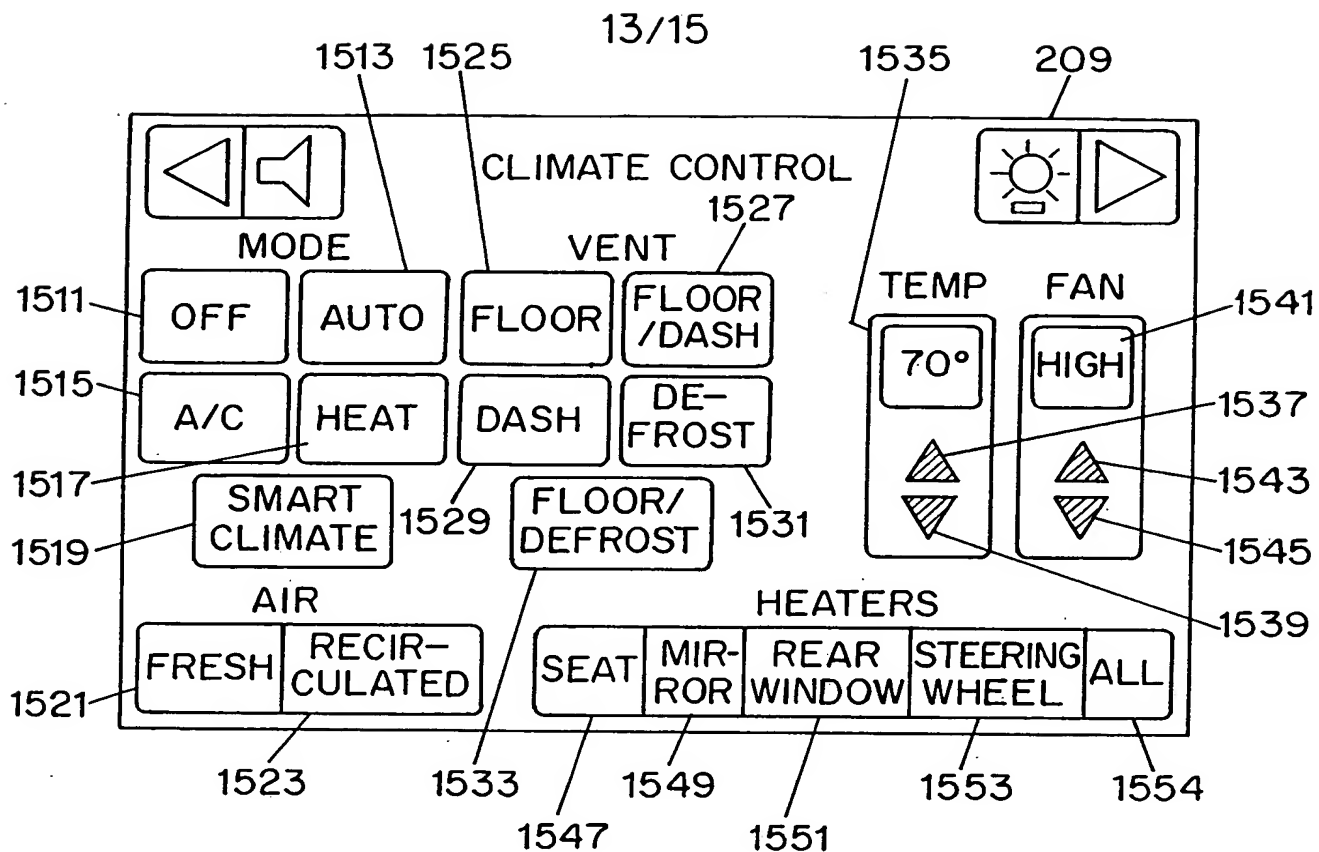 13/15
1513 1525 1535 209
CLIMATE CONTROL
1527
MODE VENT
TEMP FAN
1511 OFF AUTO FLOOR FLOOR
/DASH
70° HIGH 1541
1515 A/C HEAT DASH DE-
FROST
1537
1517
1543
SMART
CLIMATE
1529 FLOOR/
DEFROST
1531
1519
1545
AIR HEATERS
1539
FRESH RECIR-
CULATED
SEAT MIR-
ROR
REAR
WINDOW
STEERING
WHEEL
ALL
1521
1523 1533 1549 1553 1554
1547 1551